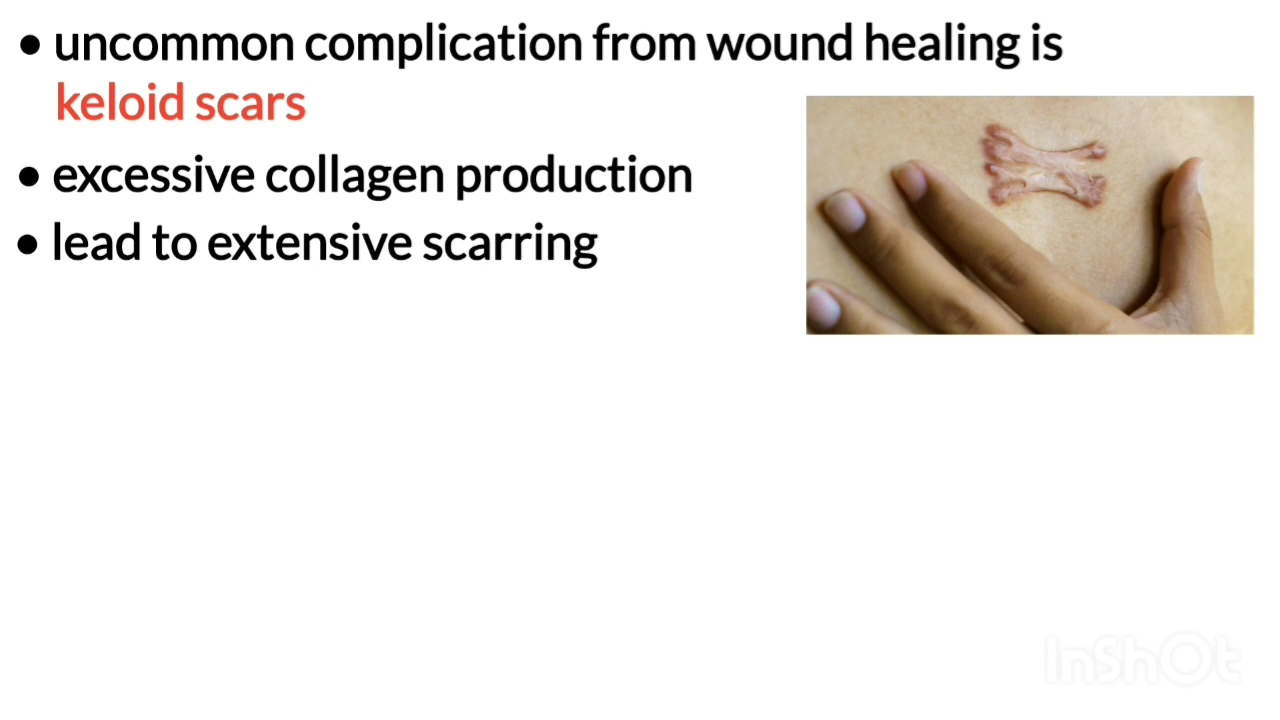 • uncommon complication from wound healing is
keloid scars
• excessive collagen production
• lead to extensive scarring
InShOt